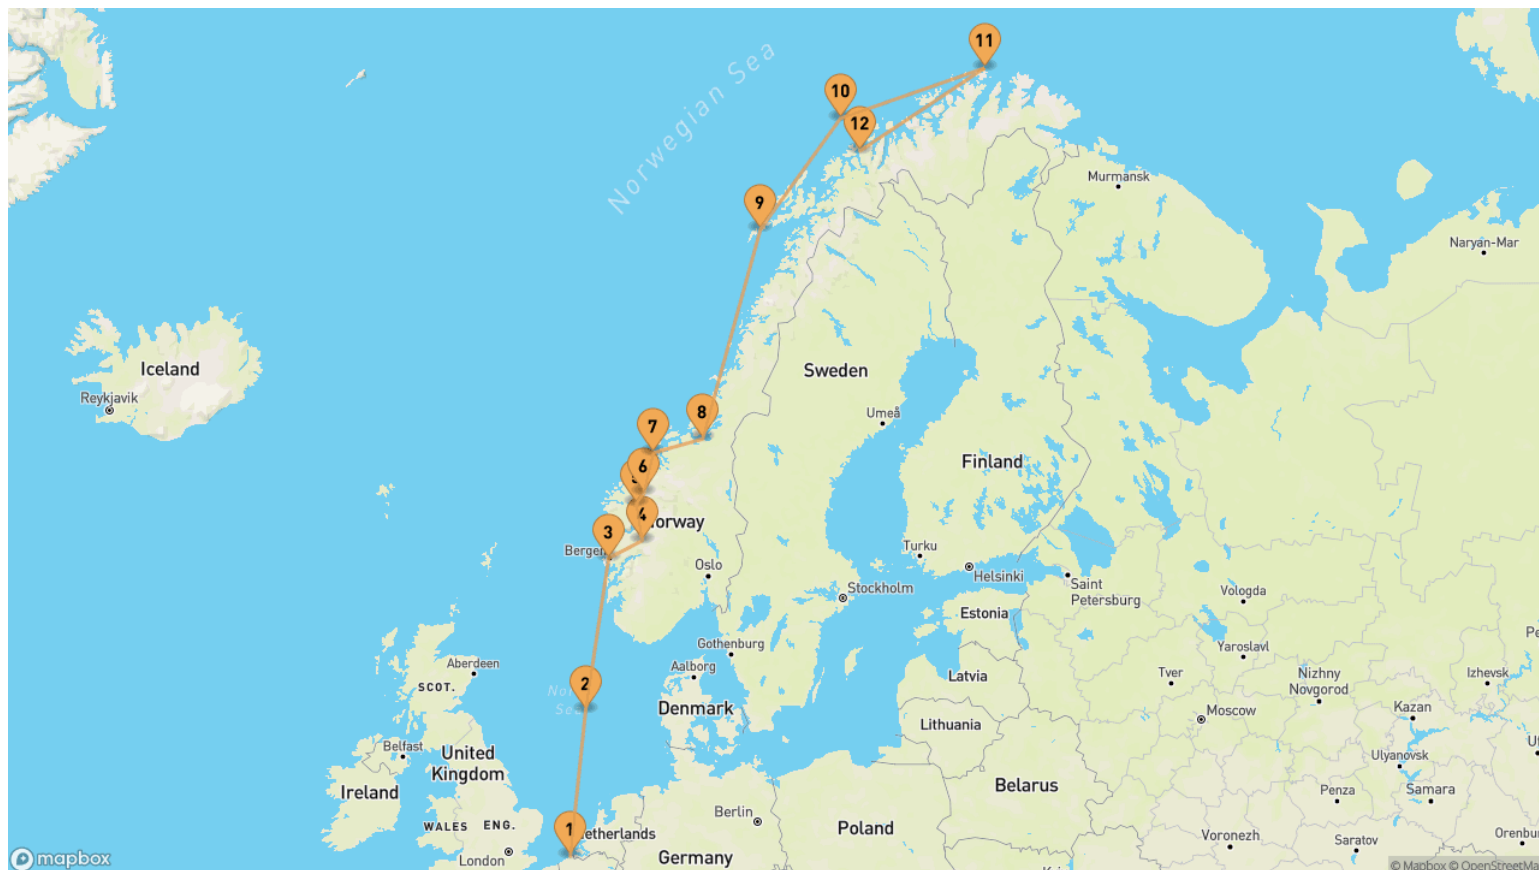 11
10
12
Norwegian Sea
Murmansk
9
Naryan-Mar
Iceland
Sweden
Reykjavik
8
Umeå
7
6
Finland
4
Norway
3
Bergen
Turku
Oslo
Helsinki
Saint
Petersburg
Stockholm
Vologda
Estonia
Gothenburg
Yaroslavl
Aberdeen
Aalborg
Latvia
Tver
Nizhny
Novgorod
Izhevsk
SCOT.
2
Denmark
Moscow
Kazan
Lithuania
Belfast
United
Kingdom
Ulyanovsk
Ireland
Belarus
Penza
Samara
Berlin
1
Netherlands
WALES
ENG.
Poland
Voronezh
Saratov
Orenbu
London
Germany
mapbox
© Mapbox © OpenStreetMa